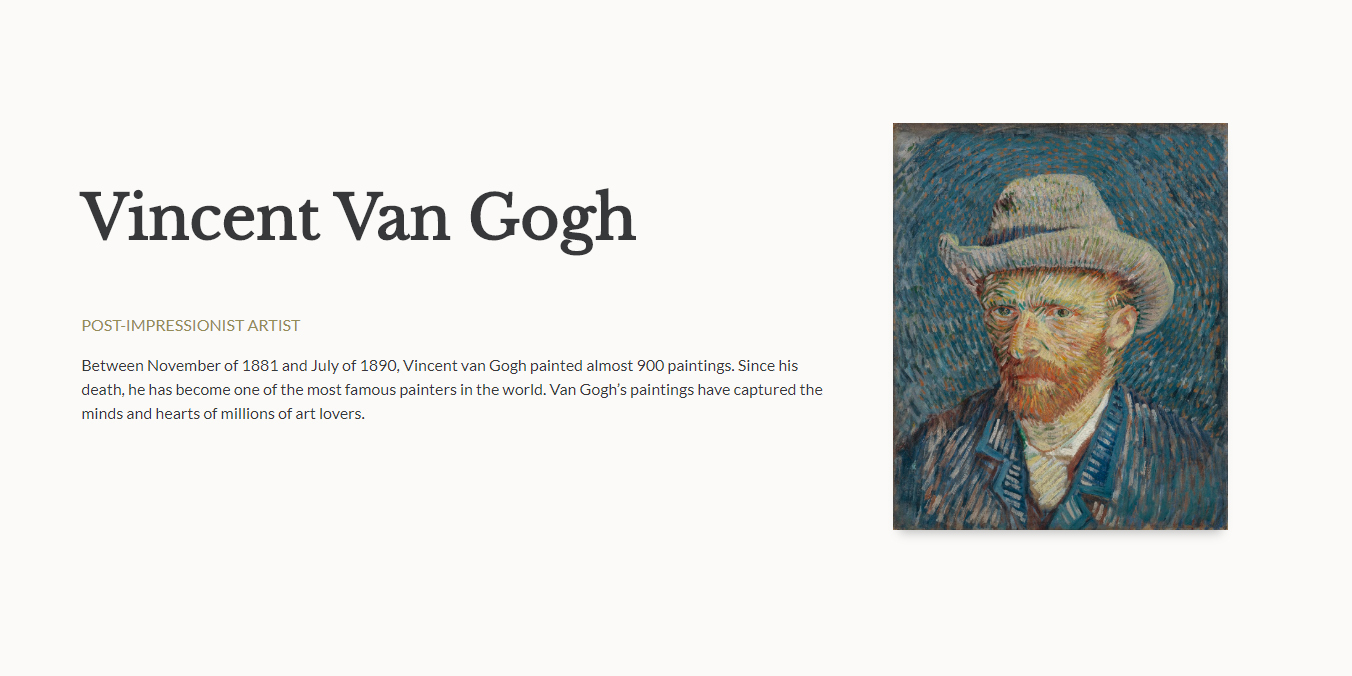 Vincent Van Gogh
POST-IMPRESSIONIST ARTIST
Between November of 1881 and July of 1890, Vincent van Gogh painted almost 900 paintings. Since his
death, he has become one of the most famous painters in the world. Van Gogh’s paintings have captured the
minds and hearts of millions of art lovers.